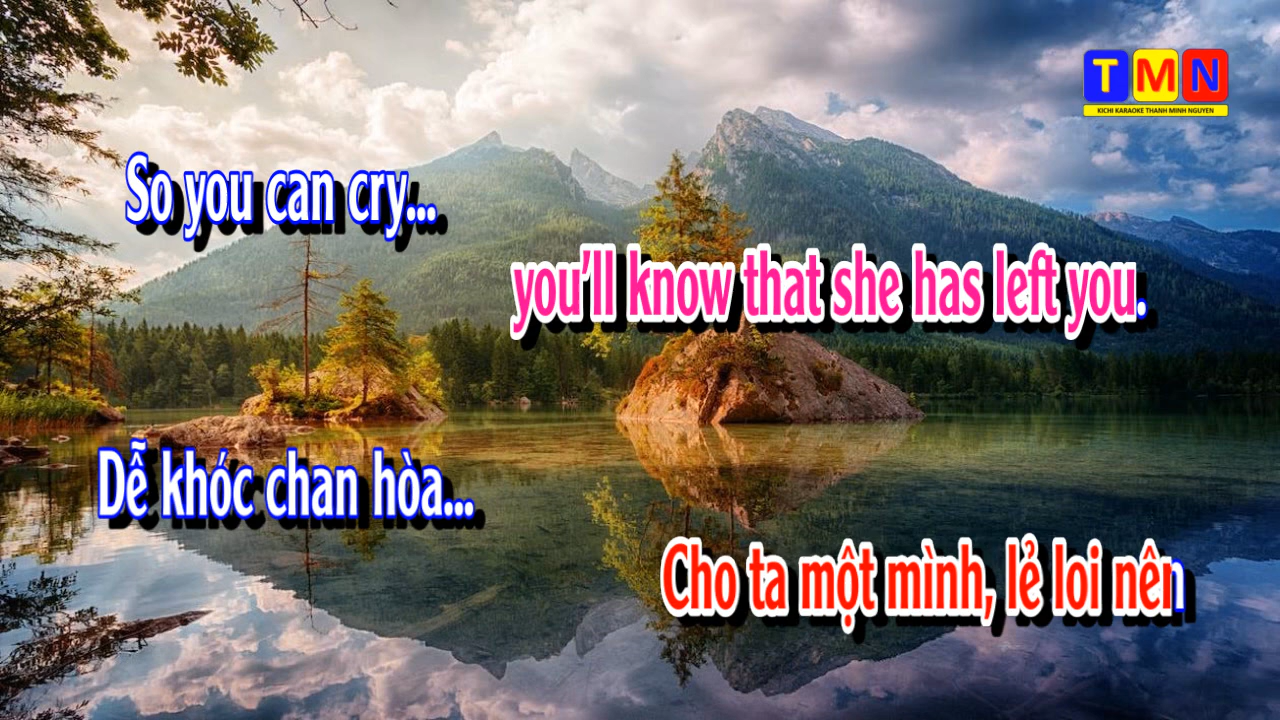 TMN
KICHI KARAOKE THANH MINH NGUYEN
So you can cry...
you’ll know that she has left you.
Dễ khóc chan hòa...
Cho ta một mình, lẻ loi nên